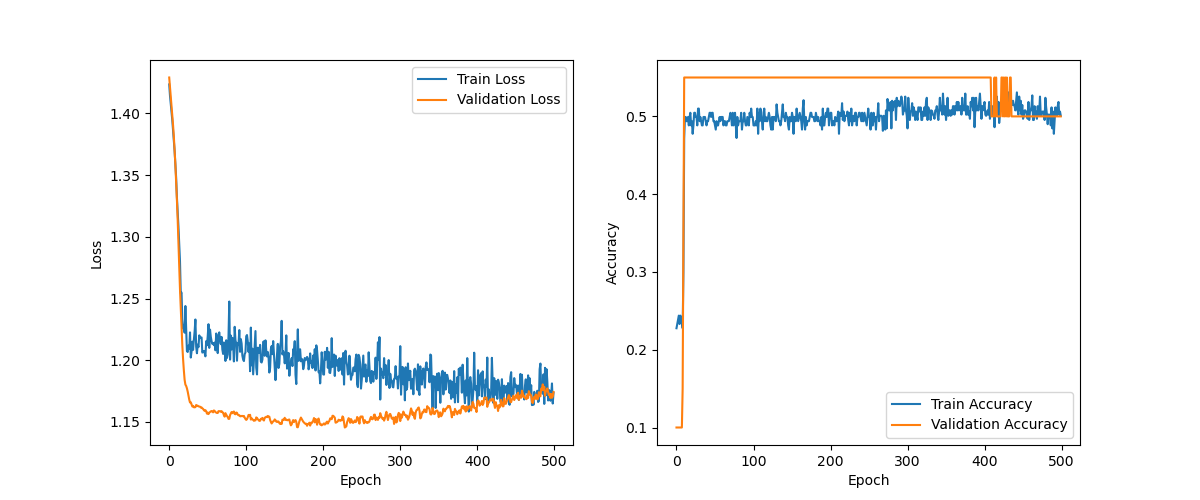 Train Loss
Validation Loss
1.40
1.35
1.30
1.25
1.20
1.15
Loss
0 100 200 300 400 500
Epoch
0.5
0.4
0.3
0.2
0.1
Accuracy
Train Accuracy
Validation Accuracy
0 100 200 300 400 500
Epoch